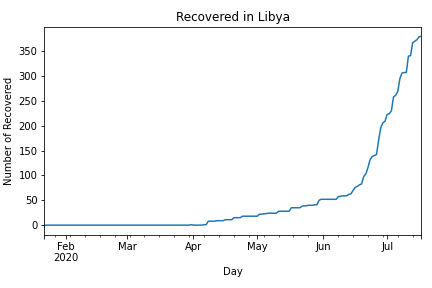 Recovered in Libya
Number of Recovered
350
300
250
200
150
100
50
0
Feb
2020
Mar
Apr
May
Jun
Jul
Day